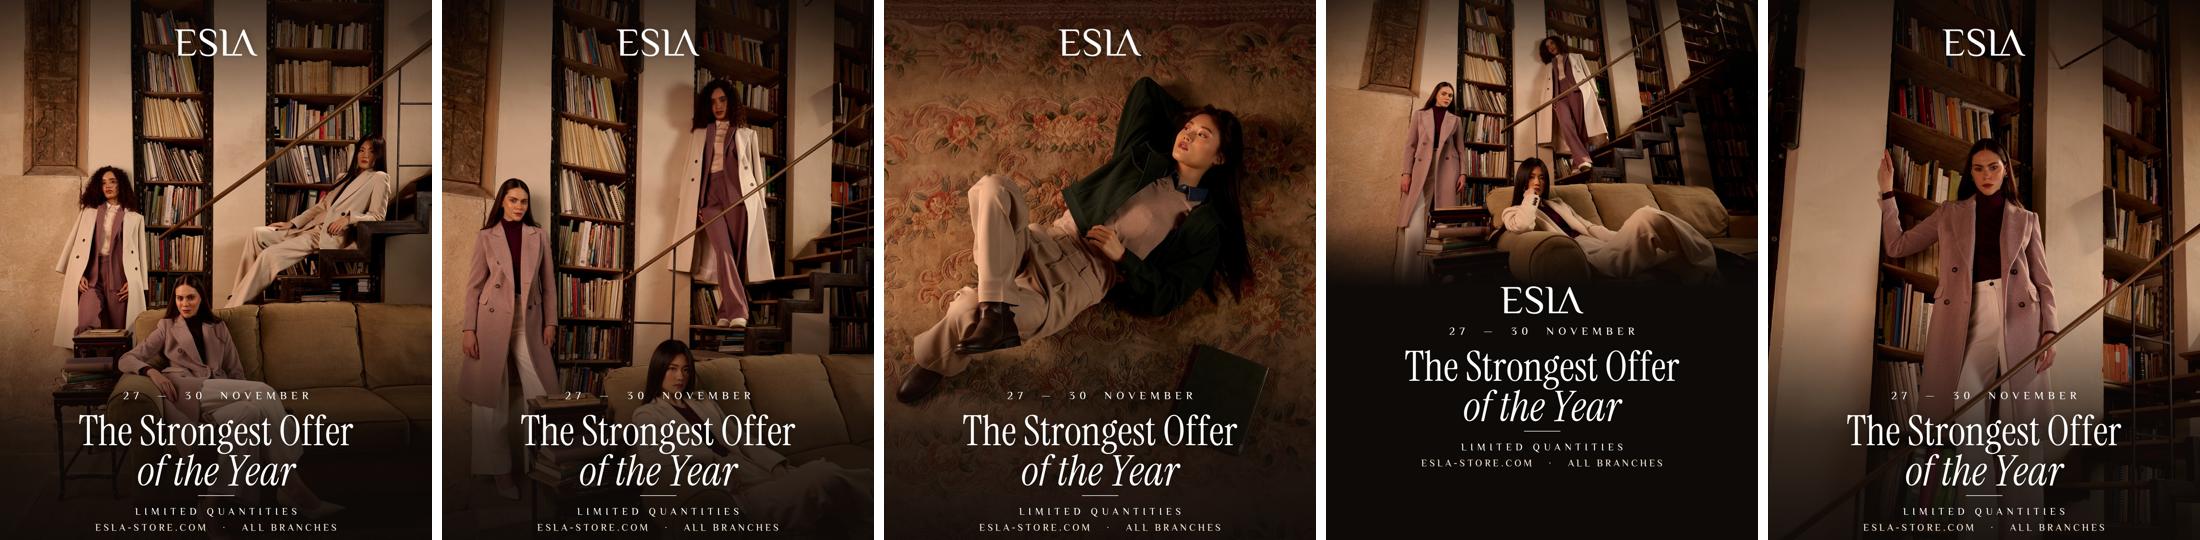 ESLA
27 — 30 NOVEMBER
The Strongest Offer
of the Year
LIMITED QUANTITIES
ESLA-STORE.COM · ALL BRANCHES
ESLA
27 — 30 NOVEMBER
The Strongest Offer
of the Year
LIMITED QUANTITIES
ESLA-STORE.COM · ALL BRANCHES
ESLA
27 — 30 NOVEMBER
The Strongest Offer
of the Year
LIMITED QUANTITIES
ESLA-STORE.COM · ALL BRANCHES
ESLA
27 — 30 NOVEMBER
The Strongest Offer
of the Year
LIMITED QUANTITIES
ESLA-STORE.COM · ALL BRANCHES
ESLA
27 — 30 NOVEMBER
The Strongest Offer
of the Year
LIMITED QUANTITIES
ESLA-STORE.COM · ALL BRANCHES